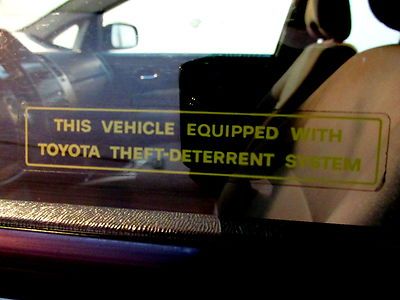 THIS VEHICLE EQUIPPED WITH
TOYOTA THEFT-DETERRENT SYSTEM